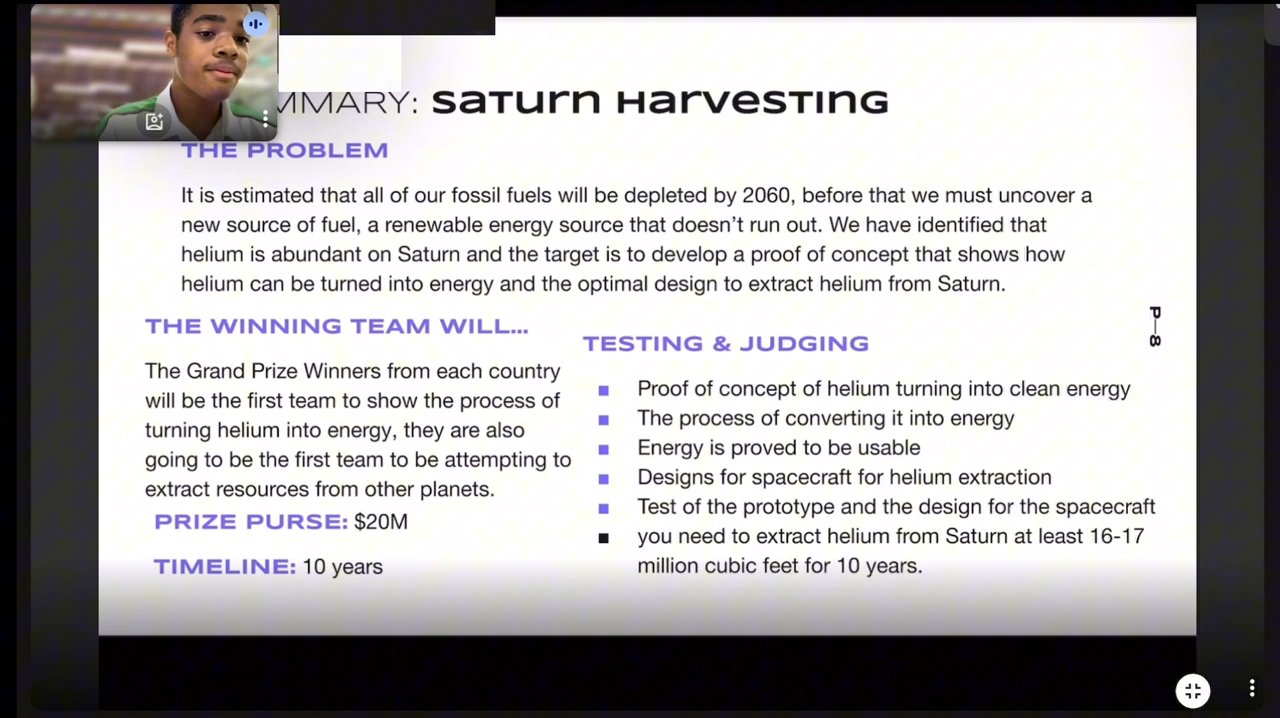 MMARY: SATURN HARVESTING
THE PROBLEM
It is estimated that all of our fossil fuels will be depleted by 2060, before that we must uncover a
new source of fuel, a renewable energy source that doesn't run out. We have identified that
helium is abundant on Saturn and the target is to develop a proof of concept that shows how
helium can be turned into energy and the optimal design to extract helium from Saturn.
THE WINNING TEAM WILL...
The Grand Prize Winners from each country
will be the first team to show the process of
turning helium into energy, they are also
going to be the first team to be attempting to
extract resources from other planets.
PRIZE PURSE: $20M
TIMELINE: 10 years
TESTING & JUDGING
■ Proof of concept of helium turning into clean energy
■ The process of converting it into energy
■ Energy is proved to be usable
■ Designs for spacecraft for helium extraction
■ Test of the prototype and the design for the spacecraft
■ you need to extract helium from Saturn at least 16-17
million cubic feet for 10 years.
P—8